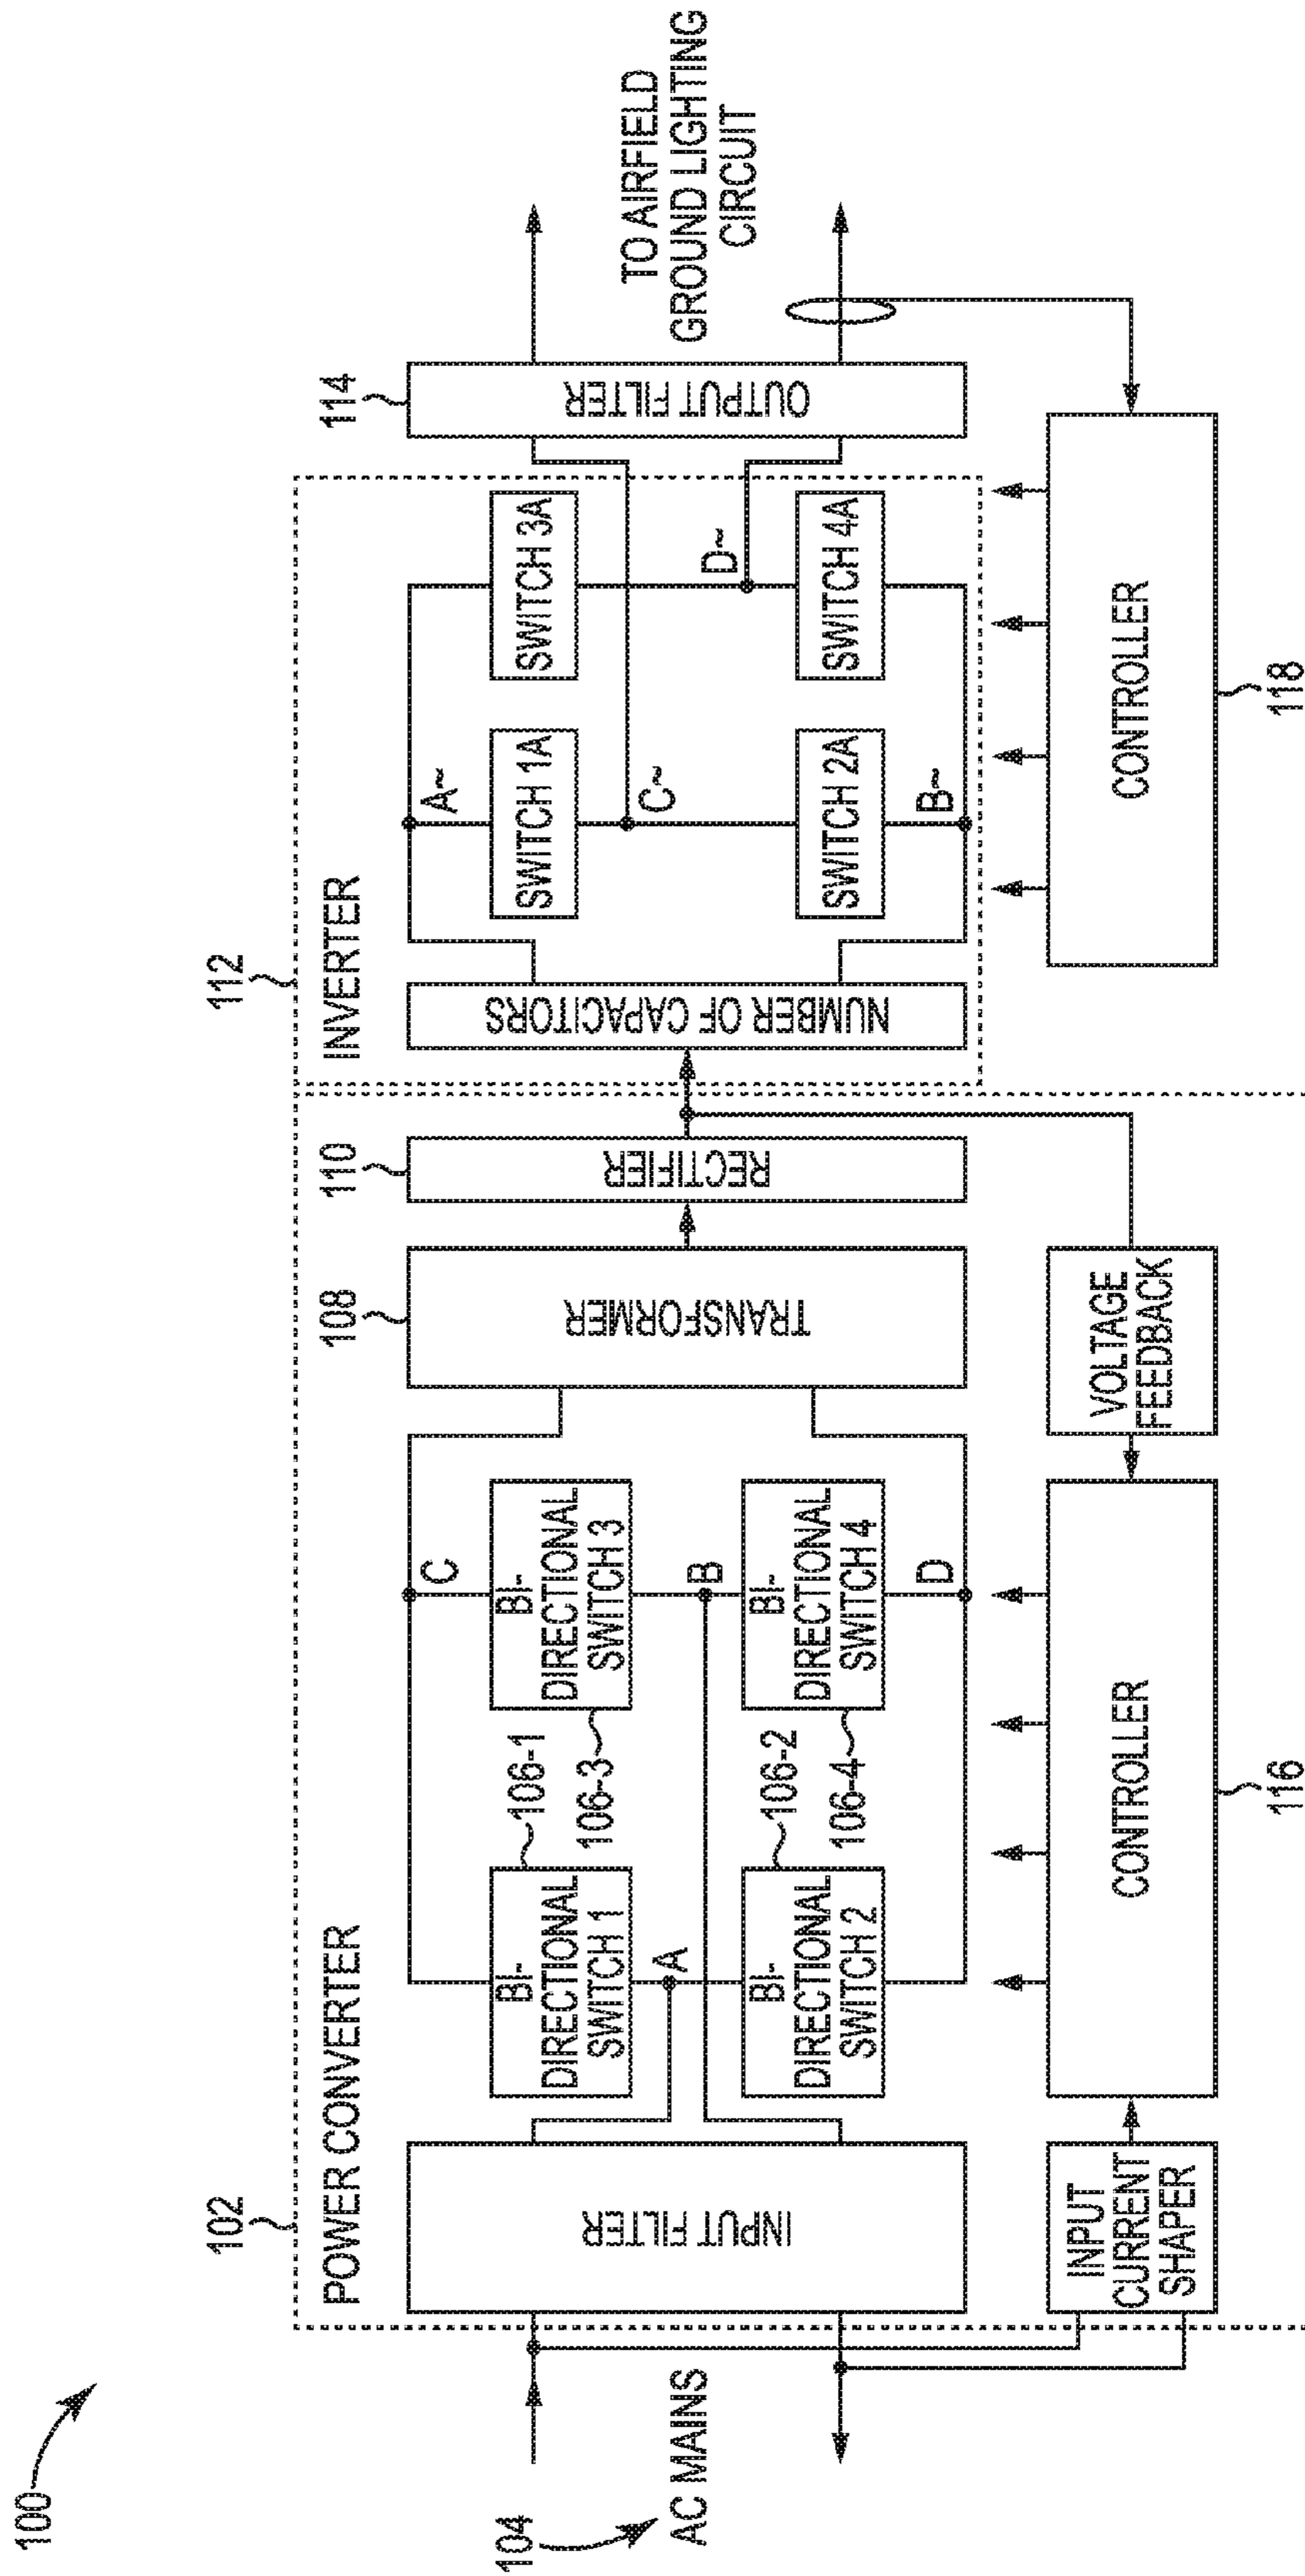 100
104
AC MAINS
102
POWER CONVERTER
INPUT FILTER
INPUT
CURRENT
SHAPER
BI-
DIRECTIONAL
SWITCH 1
106-1
A
BI-
DIRECTIONAL
SWITCH 2
106-2
C
BI-
DIRECTIONAL
SWITCH 3
106-3
B
BI-
DIRECTIONAL
SWITCH 4
106-4
D
CONTROLLER
116
108
TRANSFORMER
110
RECTIFIER
VOLTAGE
FEEDBACK
112
INVERTER
NUMBER OF CAPACITORS
A~
SWITCH 1A
C~
SWITCH 2A
B~
SWITCH 3A
D~
SWITCH 4A
CONTROLLER
118
114
OUTPUT FILTER
TO AIRFIELD
GROUND LIGHTING
CIRCUIT